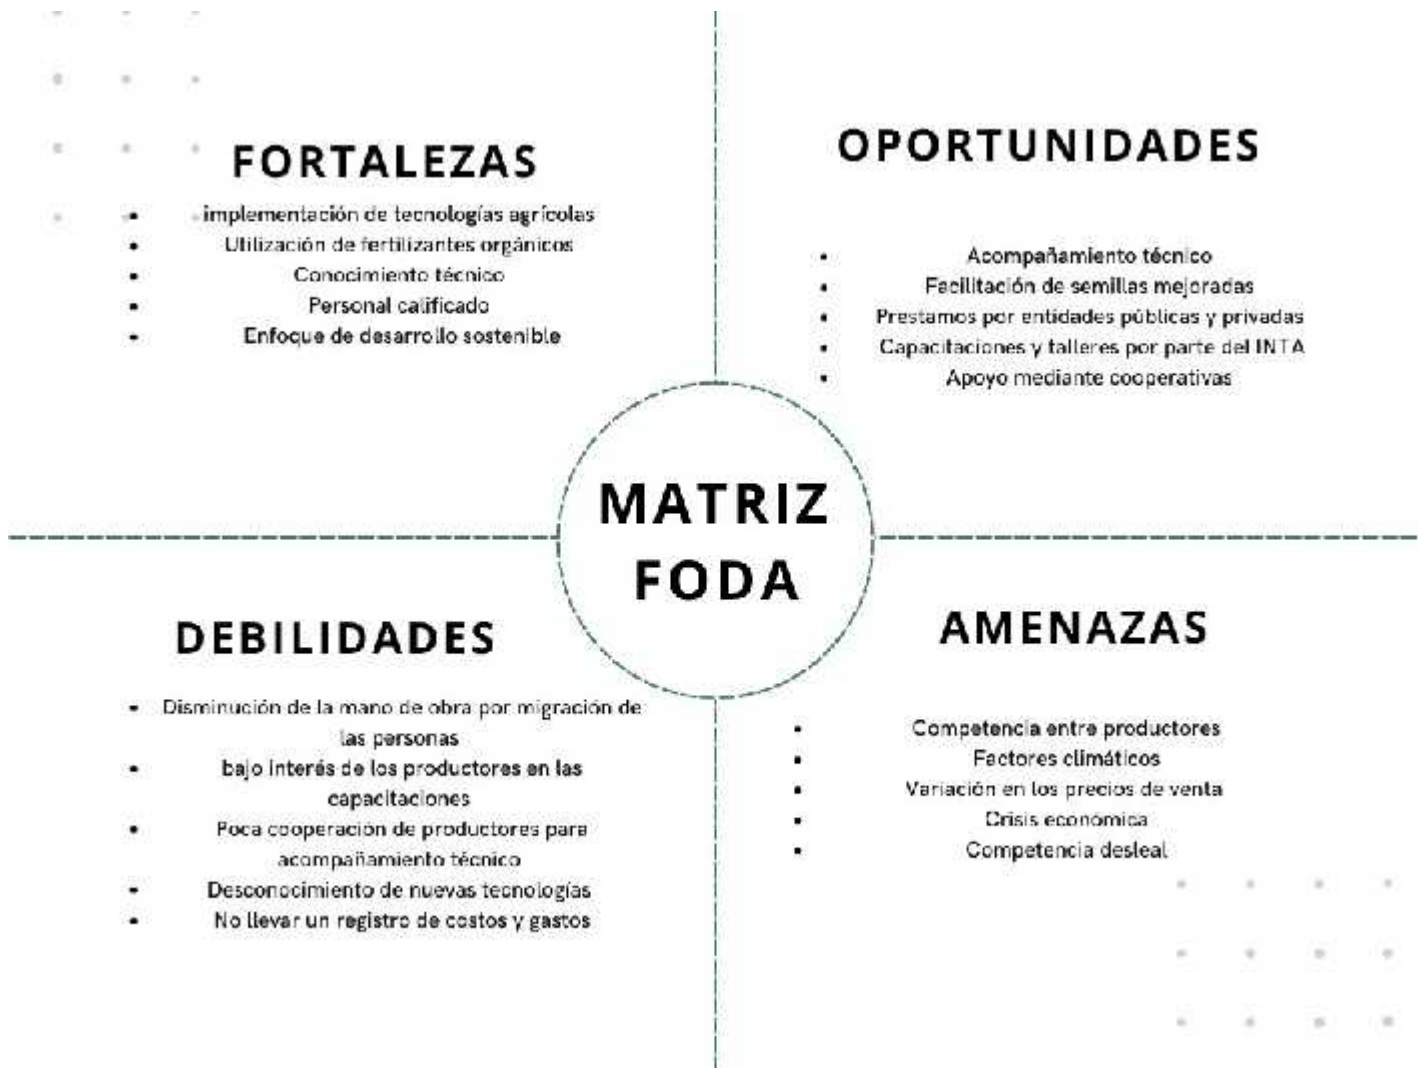 FORTALEZAS
• implementación de tecnologías agrícolas
• Utilización de fertilizantes orgánicos
• Conocimiento técnico
• Personal calificado
• Enfoque de desarrollo sostenible
OPORTUNIDADES
• Acompañamiento técnico
• Facilitación de semillas mejoradas
• Prestamos por entidades públicas y privadas
• Capacitaciones y talleres por parte del INTA
• Apoyo mediante cooperativas
MATRIZ
FODA
DEBILIDADES
• Disminución de la mano de obra por migración de
las personas
• bajo interés de los productores en las
capacitaciones
• Poca cooperación de productores para
acompañamiento técnico
• Desconocimiento de nuevas tecnologías
• No llevar un registro de costos y gastos
AMENAZAS
• Competencia entre productores
• Factores climáticos
• Variación en los precios de venta
• Crisis económica
• Competencia desleal